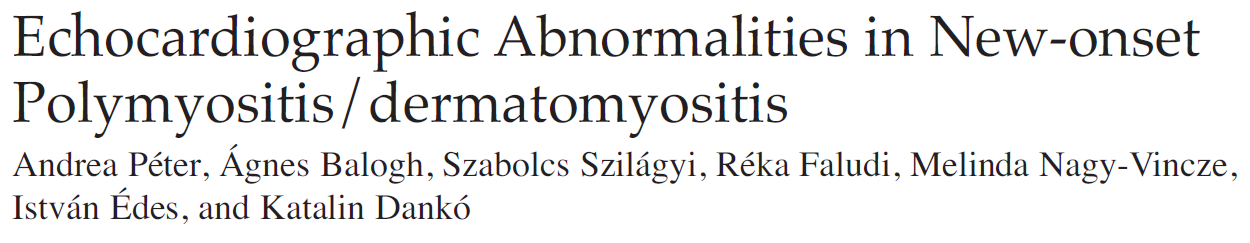 Echocardiographic Abnormalities in New-onset
Polymyositis/dermatomyositis
Andrea Péter, Ágnes Balogh, Szabolcs Szilágyi, Réka Faludi, Melinda Nagy-Vincze,
István Édes, and Katalin Dankó